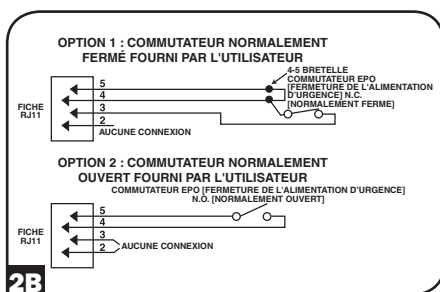 OPTION 1 : COMMUTATEUR NORMALEMENT
FERMÉ FOURNI PAR L'UTILISATEUR
4-5 BRETELLE
COMMUTATEUR EPO
[FERMETURE DE L'ALIMENTATION
D'URGENCE] N.C.
[NORMALEMENT FERME]
5
4
3
2
FICHE
RJ11
AUCUNE CONNEXION
OPTION 2 : COMMUTATEUR NORMALEMENT
OUVERT FOURNI PAR L'UTILISATEUR
COMMUTATEUR EPO [FERMETURE DE L'ALIMENTATION D'URGENCE]
N.O. [NORMALEMENT OUVERT]
5
4
3
2
FICHE
RJ11
AUCUNE CONNEXION
2B